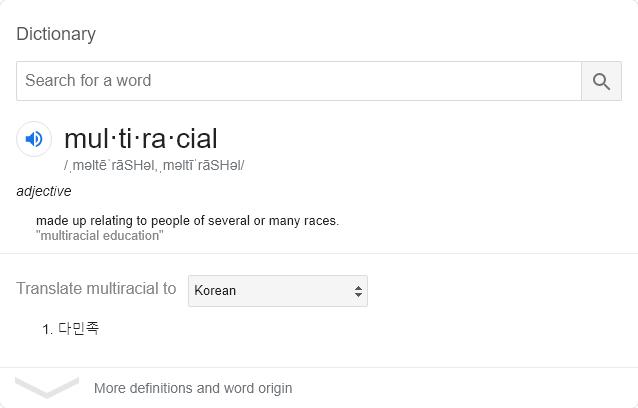 Dictionary
Search for a word
mul·ti·ra·cial
/ˌməltēˈrāSHəl,ˌməltīˈrāSHəl/
adjective
made up relating to people of several or many races.
"multiracial education"
Translate multiracial to Korean
1. 다민족
More definitions and word origin